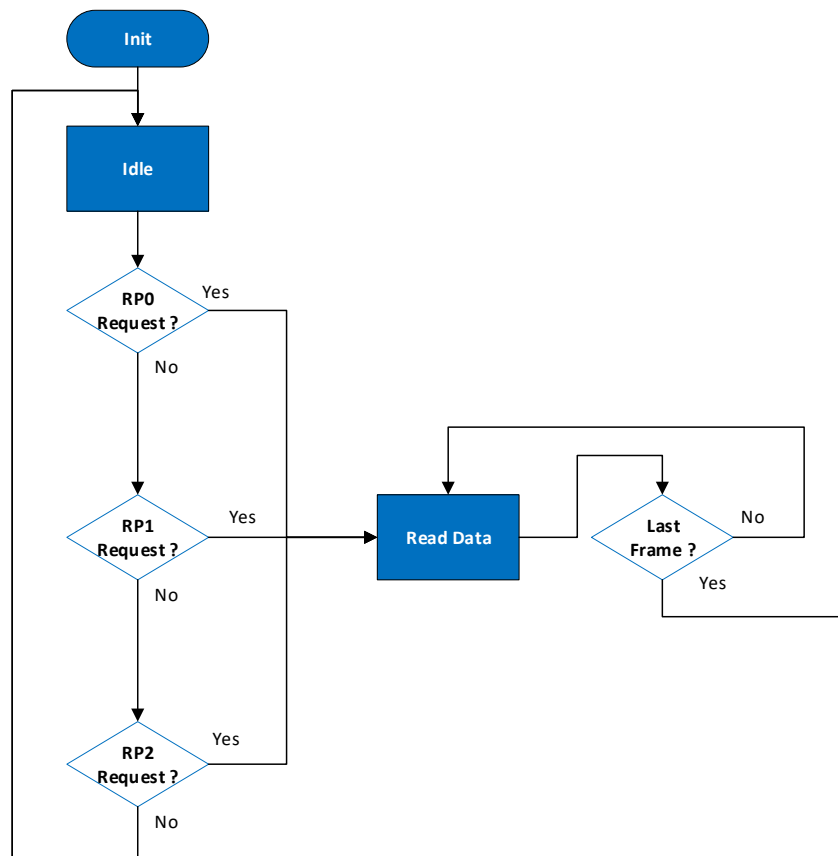 Init
Idle
RP0
Request ?
Yes
No
RP1
Request ?
Yes
No
Read Data
Last
Frame ?
No
Yes
RP2
Request ?
Yes
No